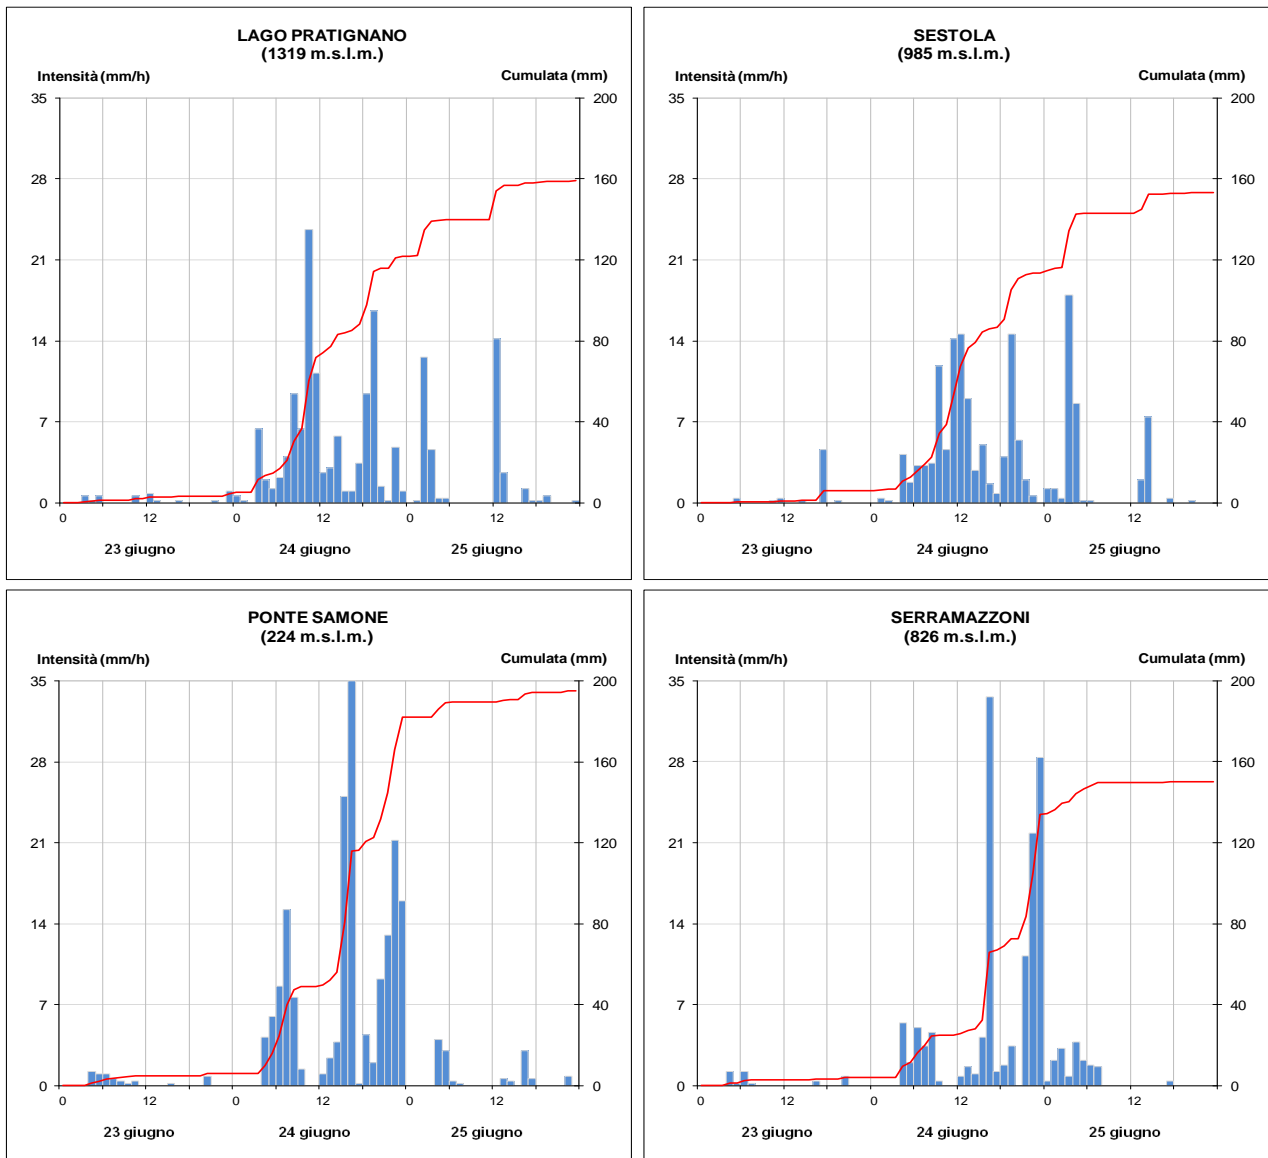 LAGO PRATIGNANO
(1319 m.s.l.m.)
Intensità (mm/h)
Cumulata (mm)
35
28
21
14
7
0
200
160
120
80
40
0
0
12
0
12
0
12
23 giugno
24 giugno
25 giugno
SESTOLA
(985 m.s.l.m.)
Intensità (mm/h)
Cumulata (mm)
35
28
21
14
7
0
200
160
120
80
40
0
0
12
0
12
0
12
23 giugno
24 giugno
25 giugno
PONTE SAMONE
(224 m.s.l.m.)
Intensità (mm/h)
Cumulata (mm)
35
28
21
14
7
0
200
160
120
80
40
0
0
12
0
12
0
12
23 giugno
24 giugno
25 giugno
SERRAMAZZONI
(826 m.s.l.m.)
Intensità (mm/h)
Cumulata (mm)
35
28
21
14
7
0
200
160
120
80
40
0
0
12
0
12
0
12
23 giugno
24 giugno
25 giugno